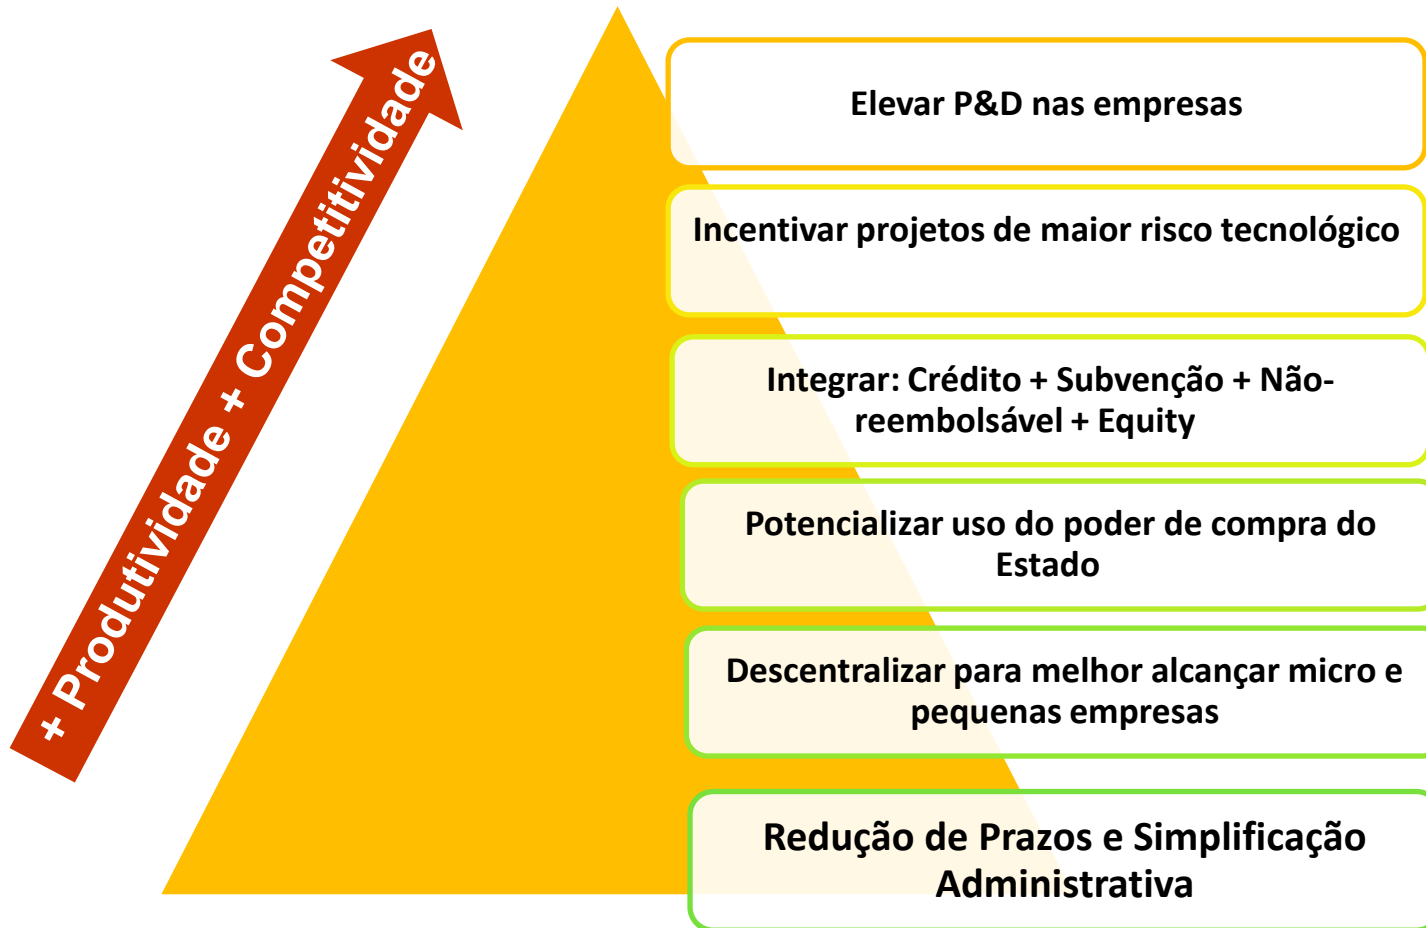 + Produtividade + Competitividade
Elevar P&D nas empresas
Incentivar projetos de maior risco tecnológico
Integrar: Crédito + Subvenção + Não-
reembolsável + Equity
Potencializar uso do poder de compra do
Estado
Descentralizar para melhor alcançar micro e
pequenas empresas
Redução de Prazos e Simplificação
Administrativa